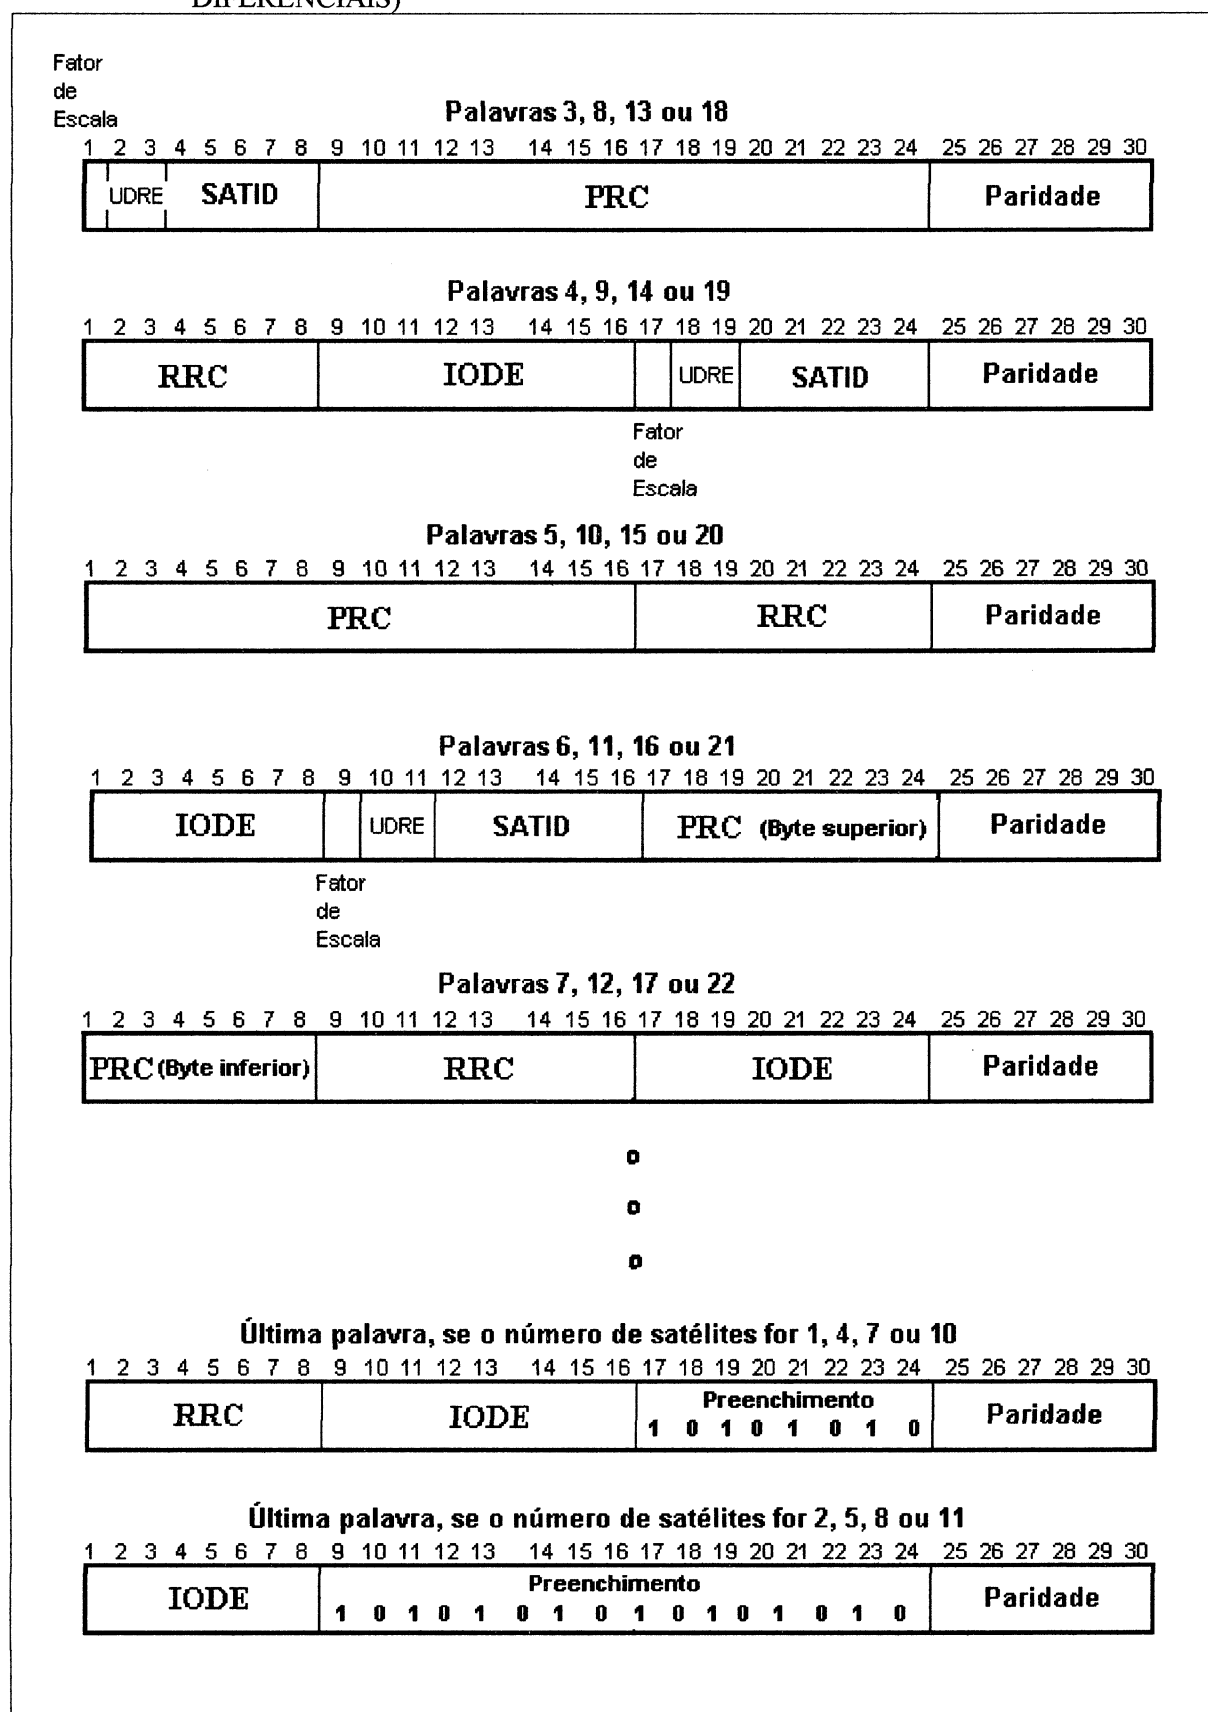 DIFERENCIAIS)
Fator
de
Escala
Palavras 3, 8, 13 ou 18
1 2 3 4 5 6 7 8 9 10 11 12 13 14 15 16 17 18 19 20 21 22 23 24 25 26 27 28 29 30
UDRE SATID PRC Paridade
Palavras 4, 9, 14 ou 19
1 2 3 4 5 6 7 8 9 10 11 12 13 14 15 16 17 18 19 20 21 22 23 24 25 26 27 28 29 30
RRC IODE UDRE SATID Paridade
Fator
de
Escala
Palavras 5, 10, 15 ou 20
1 2 3 4 5 6 7 8 9 10 11 12 13 14 15 16 17 18 19 20 21 22 23 24 25 26 27 28 29 30
PRC RRC Paridade
Palavras 6, 11, 16 ou 21
1 2 3 4 5 6 7 8 9 10 11 12 13 14 15 16 17 18 19 20 21 22 23 24 25 26 27 28 29 30
IODE UDRE SATID PRC (Byte superior) Paridade
Fator
de
Escala
Palavras 7, 12, 17 ou 22
1 2 3 4 5 6 7 8 9 10 11 12 13 14 15 16 17 18 19 20 21 22 23 24 25 26 27 28 29 30
PRC (Byte inferior) RRC IODE Paridade
Última palavra, se o número de satélites for 1, 4, 7 ou 10
1 2 3 4 5 6 7 8 9 10 11 12 13 14 15 16 17 18 19 20 21 22 23 24 25 26 27 28 29 30
Preenchimento
RRC IODE 1 0 1 0 1 0 1 0 Paridade
Última palavra, se o número de satélites for 2, 5, 8 ou 11
1 2 3 4 5 6 7 8 9 10 11 12 13 14 15 16 17 18 19 20 21 22 23 24 25 26 27 28 29 30
Preenchimento
IODE 1 0 1 0 1 0 1 0 1 0 1 0 1 0 1 0 Paridade